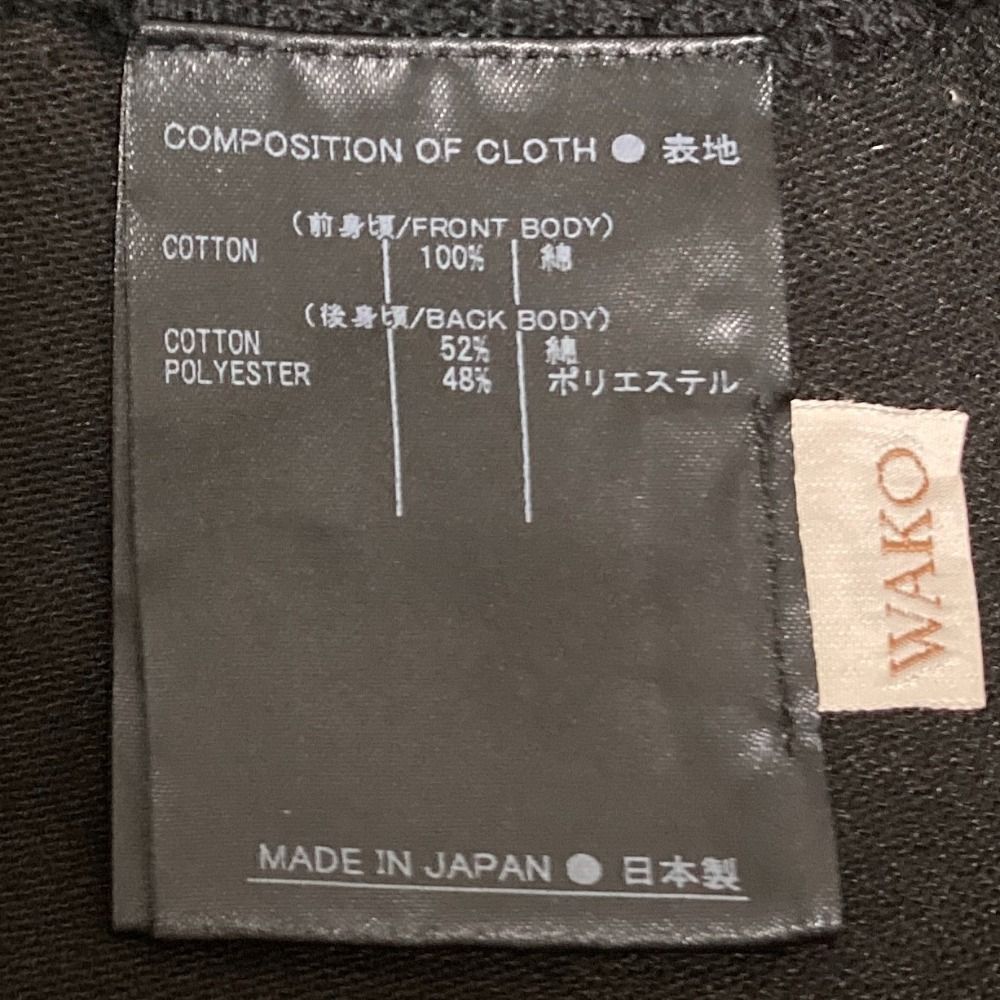 COMPOSITION OF CLOTH ● 表地
(前身頃/FRONT BODY)
COTTON 100% 綿
(後身頃/BACK BODY)
COTTON 52% 綿
POLYESTER 48% ポリエステル
MADE IN JAPAN ● 日本製
WAKO